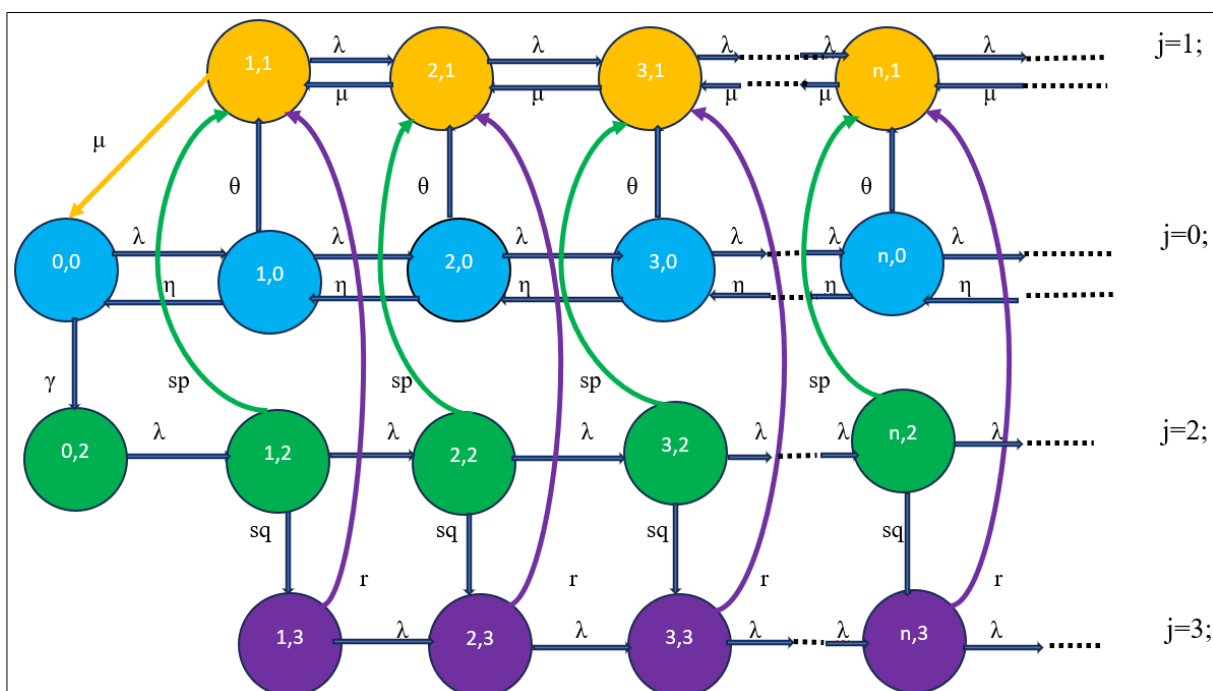 λ λ λ λ λ j=1;
1,1 2,1 3,1 n,1
μ μ μ μ μ
μ
θ θ θ θ
λ λ λ λ λ λ j=0;
0,0 1,0 2,0 3,0 n,0
η η η η η η
γ sp sp sp sp
λ λ λ λ λ λ j=2;
0,2 1,2 2,2 3,2 n,2
sq sq sq sq
r r r r
1,3 2,3 3,3 n,3
λ λ λ λ λ j=3;